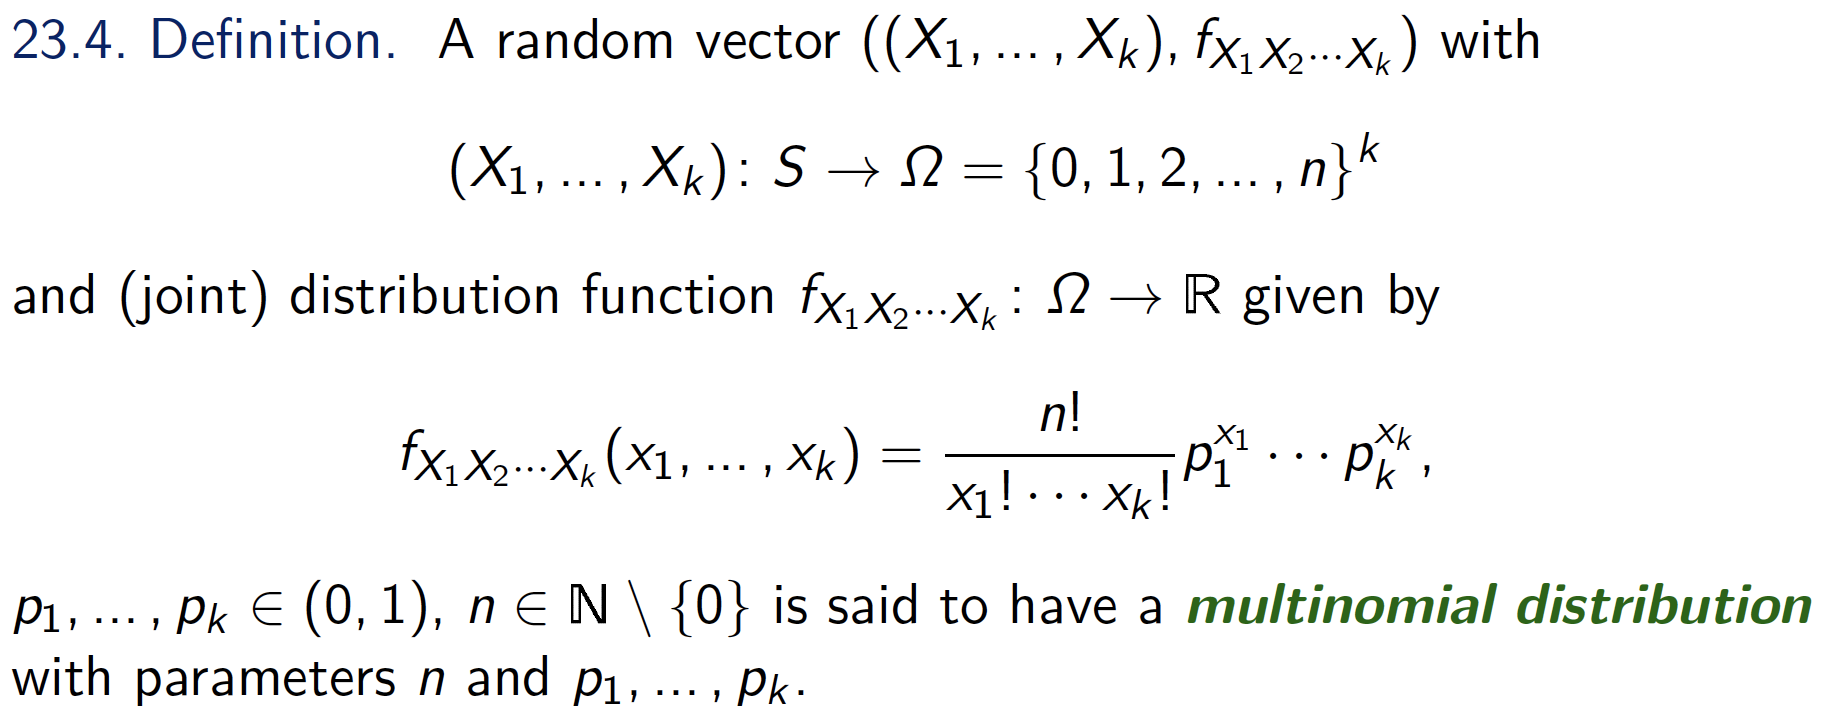 23.4. Definition. A random vector ((X₁, ... , Xₖ), f_{X₁X₂⋯Xₖ}) with
(X₁, ... , Xₖ): S → Ω = {0, 1, 2, ... , n}ᵏ
and (joint) distribution function f_{X₁X₂⋯Xₖ} : Ω → ℝ given by
f_{X₁X₂⋯Xₖ}(x₁, ... , xₖ) = \frac{n!}{x₁! ⋯ xₖ!} p₁^{x₁} ⋯ pₖ^{xₖ},
p₁, ... , pₖ ∈ (0, 1), n ∈ ℕ \ {0} is said to have a multinomial distribution
with parameters n and p₁, ... , pₖ.